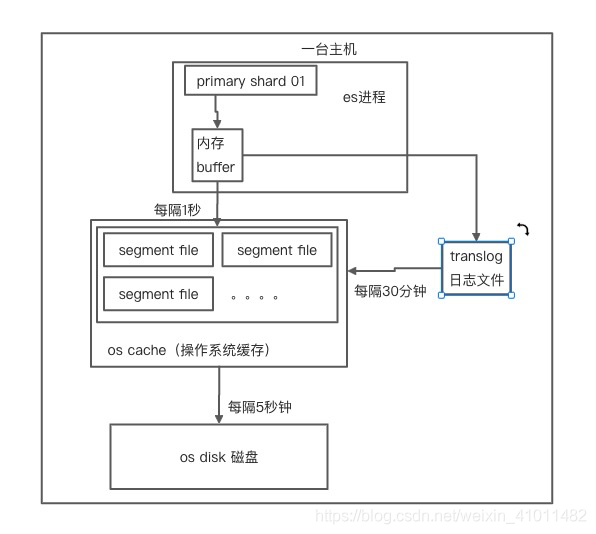 一台主机
primary shard 01
es进程
内存
buffer
每隔1秒
segment file
segment file
translog
日志文件
segment file
。。。。
每隔30分钟
os cache（操作系统缓存）
每隔5秒钟
os disk 磁盘
https://blog.csdn.net/weixin_41011482